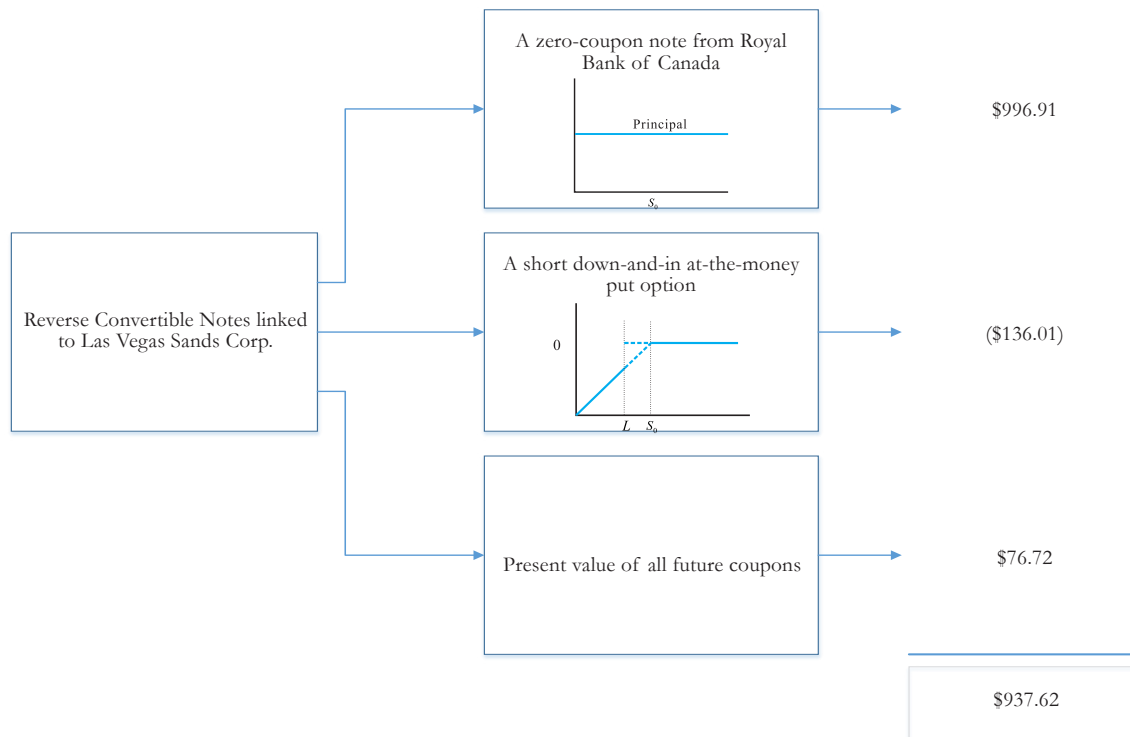 A zero-coupon note from Royal
Bank of Canada
Principal
S₀
$996.91
Reverse Convertible Notes linked
to Las Vegas Sands Corp.
A short down-and-in at-the-money
put option
0
L S₀
($136.01)
Present value of all future coupons
$76.72
$937.62